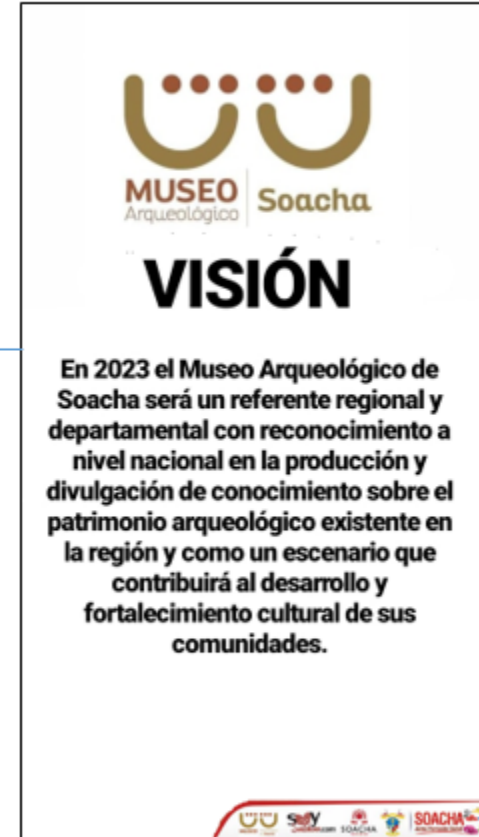 MUSEO
Arqueológico
Soacha
VISIÓN
En 2023 el Museo Arqueológico de
Soacha será un referente regional y
departamental con reconocimiento a
nivel nacional en la producción y
divulgación de conocimiento sobre el
patrimonio arqueológico existente en
la región y como un escenario que
contribuirá al desarrollo y
fortalecimiento cultural de sus
comunidades.
SOACHA SOACHA